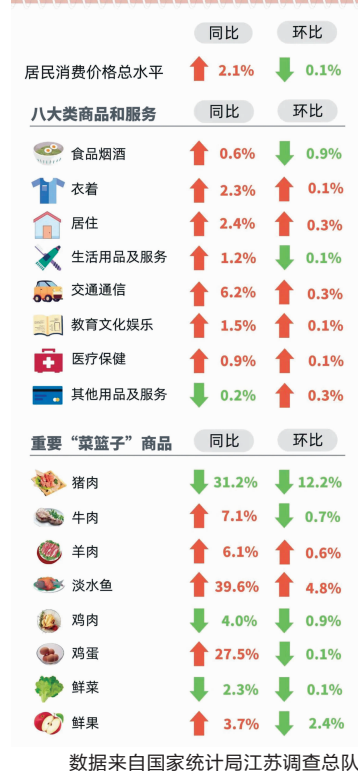 同比 环比
居民消费价格总水平 2.1% 0.1%
八大类商品和服务 同比 环比
食品烟酒 0.6% 0.9%
衣着 2.3% 0.1%
居住 2.4% 0.3%
生活用品及服务 1.2% 0.1%
交通通信 6.2% 0.3%
教育文化娱乐 1.5% 0.1%
医疗保健 0.9% 0.1%
其他用品及服务 0.2% 0.3%
重要“菜篮子”商品 同比 环比
猪肉 31.2% 12.2%
牛肉 7.1% 0.7%
羊肉 6.1% 0.6%
淡水鱼 39.6% 4.8%
鸡肉 4.0% 0.9%
鸡蛋 27.5% 0.1%
鲜菜 2.3% 0.1%
鲜果 3.7% 2.4%
数据来自国家统计局江苏调查总队